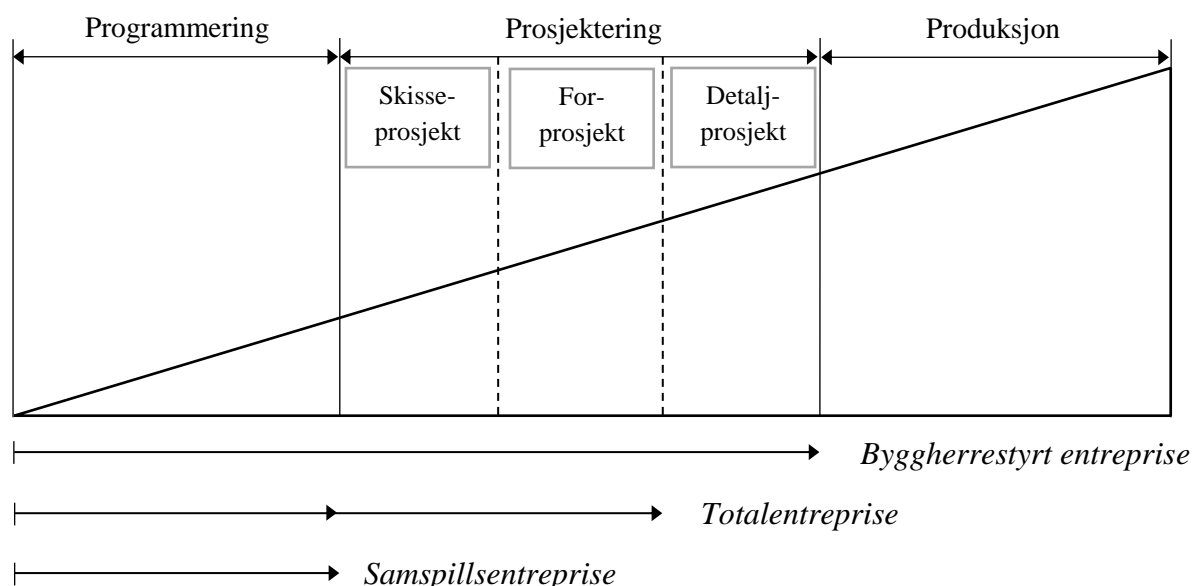 Programmering
Prosjektering
Produksjon
Skisse-
prosjekt
For-
prosjekt
Detalj-
prosjekt
Byggherrestyrt entreprise
Totalentreprise
Samspillsentreprise